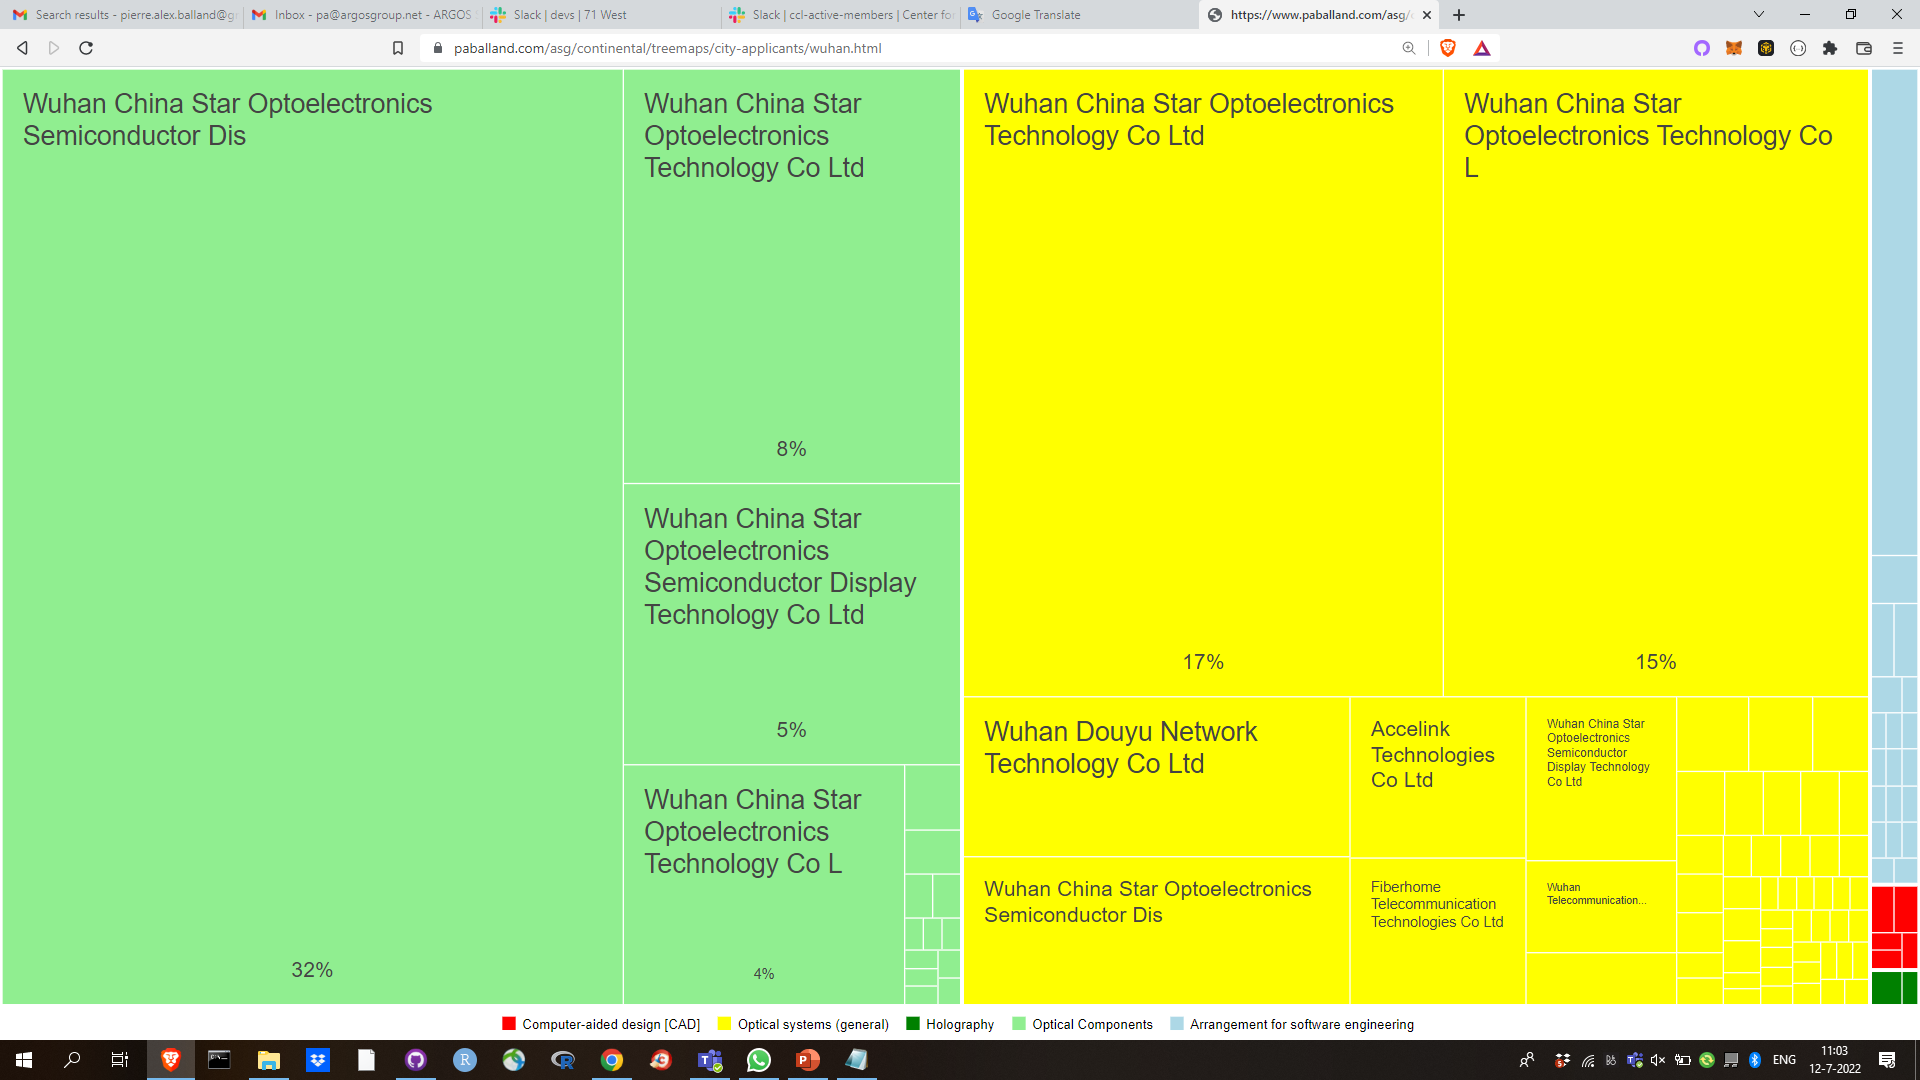 Search results - pierre.alex.balland@g
Inbox - pa@argosgroup.net - ARGOS
Slack | devs | 71 West
Slack | ccl-active-members | Center fo
Google Translate
https://www.paballand.com/asg/
paballand.com/asg/continental/treemaps/city-applicants/wuhan.html
Wuhan China Star Optoelectronics
Semiconductor Dis
32%
Wuhan China Star
Optoelectronics
Technology Co Ltd
8%
Wuhan China Star
Optoelectronics
Semiconductor Display
Technology Co Ltd
5%
Wuhan China Star
Optoelectronics
Technology Co L
4%
Wuhan China Star Optoelectronics
Technology Co Ltd
17%
Wuhan China Star
Optoelectronics Technology Co
L
15%
Wuhan Douyu Network
Technology Co Ltd
Wuhan China Star Optoelectronics
Semiconductor Dis
Accelink
Technologies
Co Ltd
Fiberhome
Telecommunication
Technologies Co Ltd
Wuhan China Star
Optoelectronics
Semiconductor
Display Technology
Co Ltd
Wuhan
Telecommunication...
Computer-aided design [CAD]
Optical systems (general)
Holography
Optical Components
Arrangement for software engineering
ENG
11:03
12-7-2022